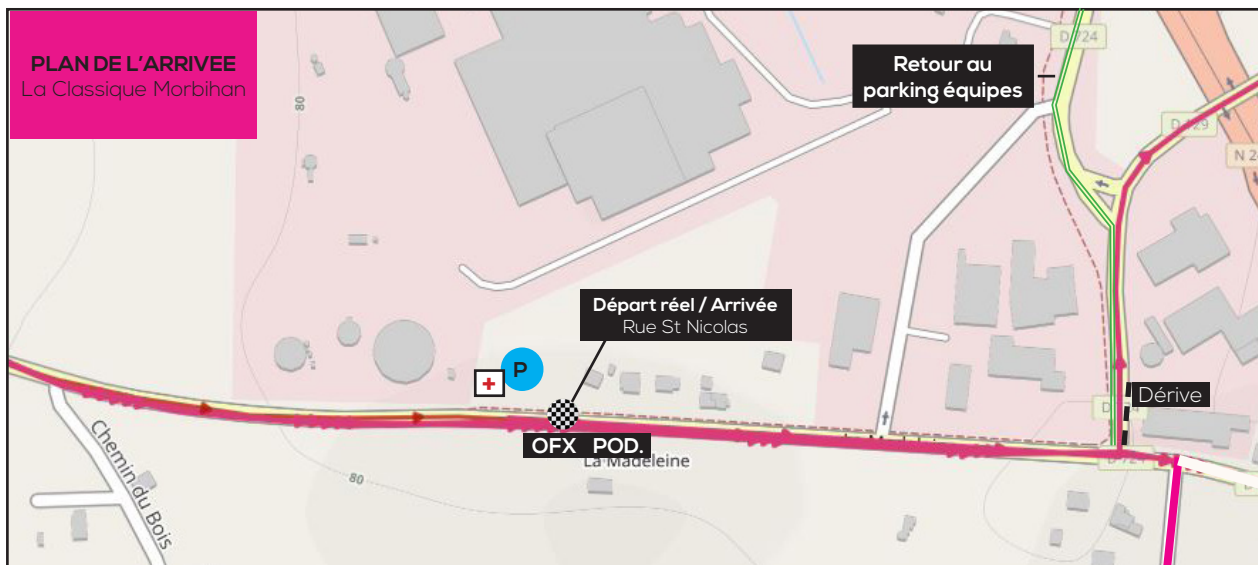 PLAN DE L'ARRIVEE
La Classique Morbihan
D 724
Retour au
parking équipes
80
D 129
Départ réel / Arrivée
Rue St Nicolas
P
Dérive
OFX POD.
La Madeleine
D 724
80
Chemin du Bois